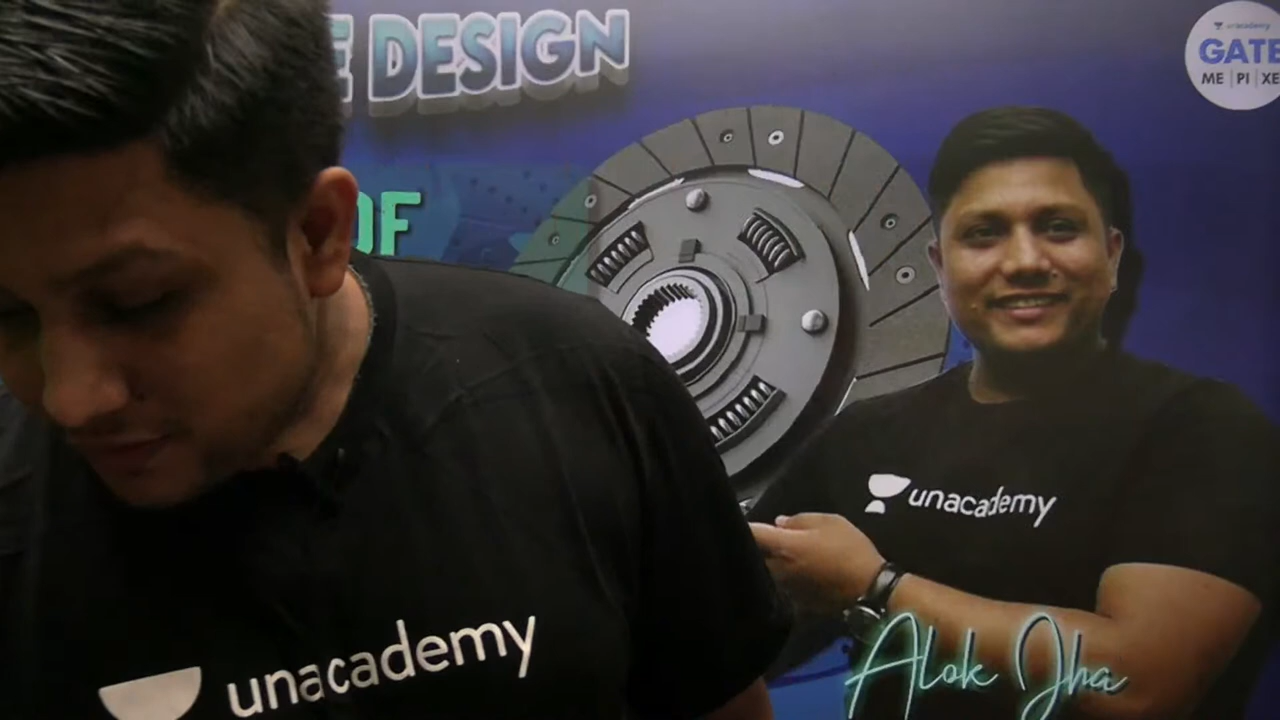 E DESIGN
OF
unacademy
GATE
ME | PI | XE
unacademy
unacademy
Alok Jha